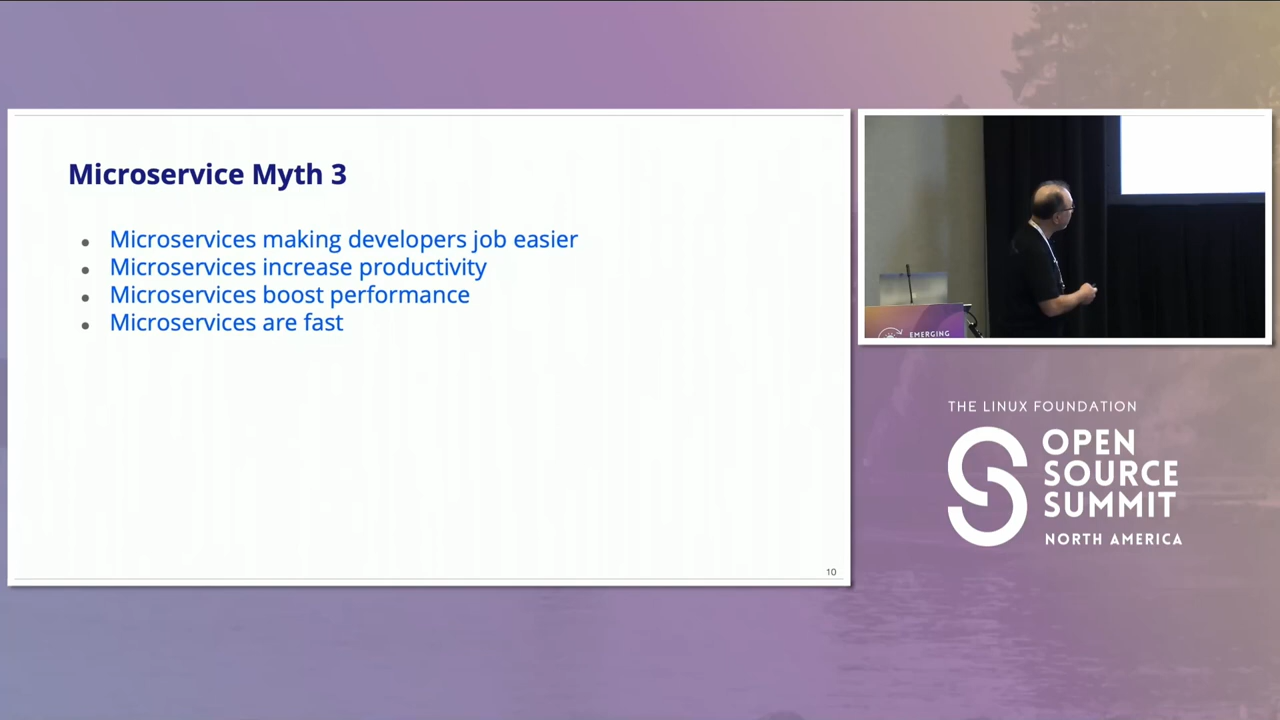 Microservice Myth 3
Microservices making developers job easier
Microservices increase productivity
Microservices boost performance
Microservices are fast
10
EMERGING
THE LINUX FOUNDATION
OPEN
SOURCE
SUMMIT
NORTH AMERICA